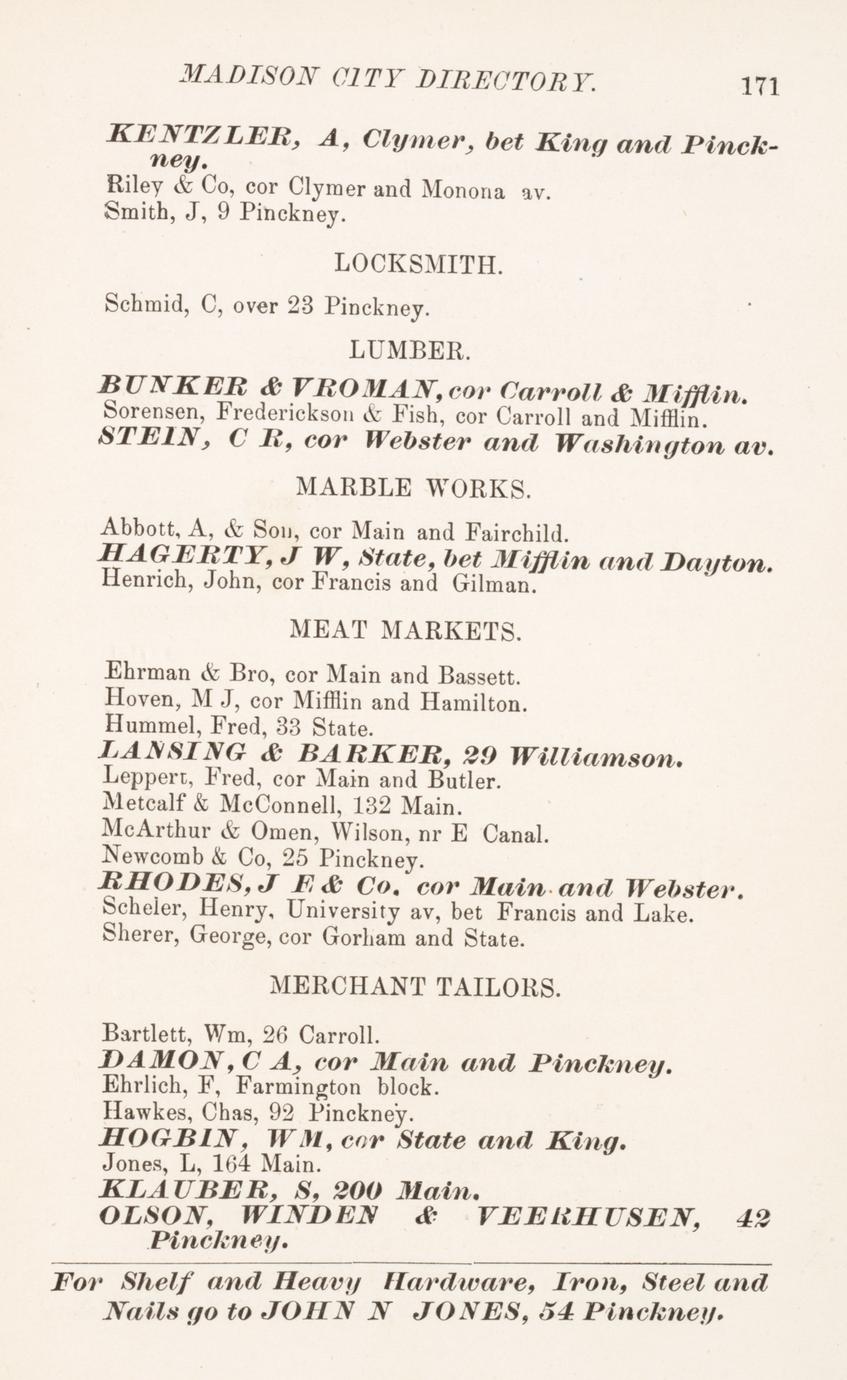 MADISON CITY DIRECTORY. 171
KENTZLER, A, Clymer, bet King and Pinck-
ney.
Riley & Co, cor Clymer and Monona av.
Smith, J, 9 Pinckney.
LOCKSMITH.
Schmid, C, over 23 Pinckney.
LUMBER.
BUNKER & VROMAN, cor Carroll & Mifflin.
Sorensen, Frederickson & Fish, cor Carroll and Mifflin.
STEIN, C R, cor Webster and Washington av.
MARBLE WORKS.
Abbott, A, & Son, cor Main and Fairchild.
HAGERTY, J W, State, bet Mifflin and Dayton.
Henrich, John, cor Francis and Gilman.
MEAT MARKETS.
Ehrman & Bro, cor Main and Bassett.
Hoven, M J, cor Mifflin and Hamilton.
Hummel, Fred, 33 State.
LANSING & BARKER, 29 Williamson.
Leppert, Fred, cor Main and Butler.
Metcalf & McConnell, 132 Main.
McArthur & Omen, Wilson, nr E Canal.
Newcomb & Co, 25 Pinckney.
RHODES, J E & Co. cor Main and Webster.
Scheler, Henry, University av, bet Francis and Lake.
Sherer, George, cor Gorham and State.
MERCHANT TAILORS.
Bartlett, Wm, 26 Carroll.
DAMON, C A, cor Main and Pinckney.
Ehrlich, F, Farmington block.
Hawkes, Chas, 92 Pinckney.
HOGBIN, WM, cor State and King.
Jones, L, 164 Main.
KLAUBER, S, 200 Main.
OLSON, WINDEN & VEERHUSEN, 42
Pinckney.
For Shelf and Heavy Hardware, Iron, Steel and
Nails go to JOHN N JONES, 54 Pinckney.